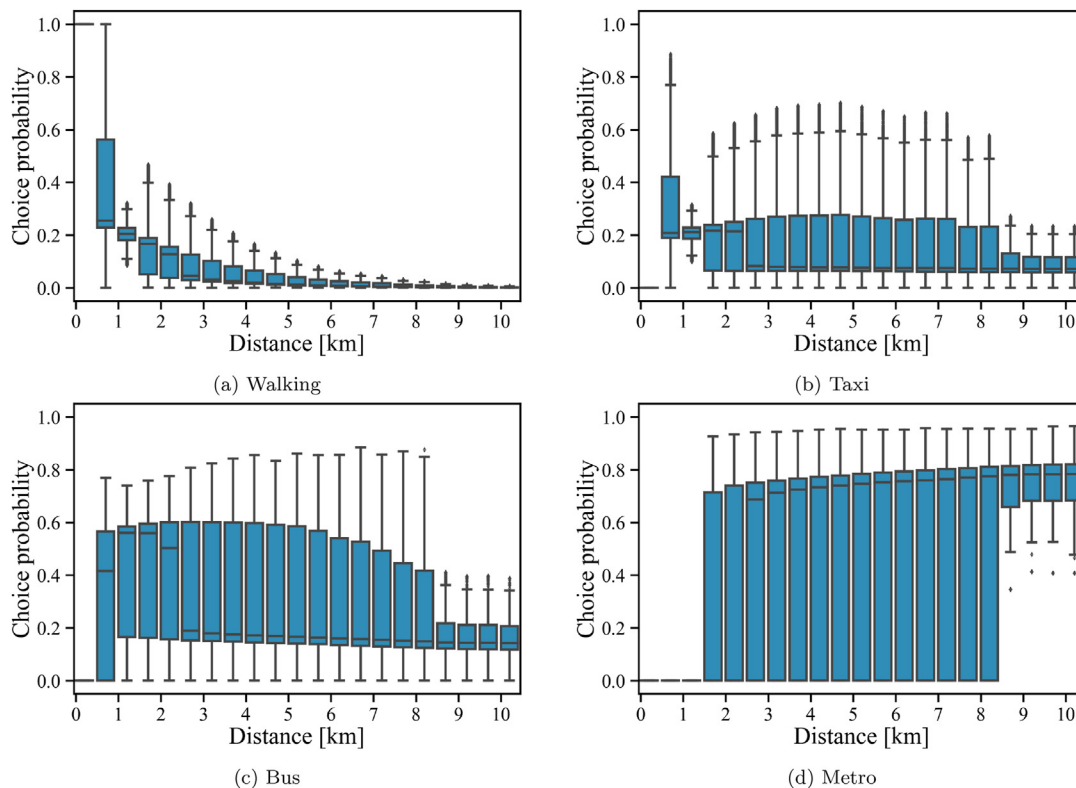 Choice probability
1.0
0.8
0.6
0.4
0.2
0.0
0 1 2 3 4 5 6 7 8 9 10
Distance [km]
(a) Walking
Choice probability
1.0
0.8
0.6
0.4
0.2
0.0
0 1 2 3 4 5 6 7 8 9 10
Distance [km]
(b) Taxi
Choice probability
1.0
0.8
0.6
0.4
0.2
0.0
0 1 2 3 4 5 6 7 8 9 10
Distance [km]
(c) Bus
Choice probability
1.0
0.8
0.6
0.4
0.2
0.0
0 1 2 3 4 5 6 7 8 9 10
Distance [km]
(d) Metro